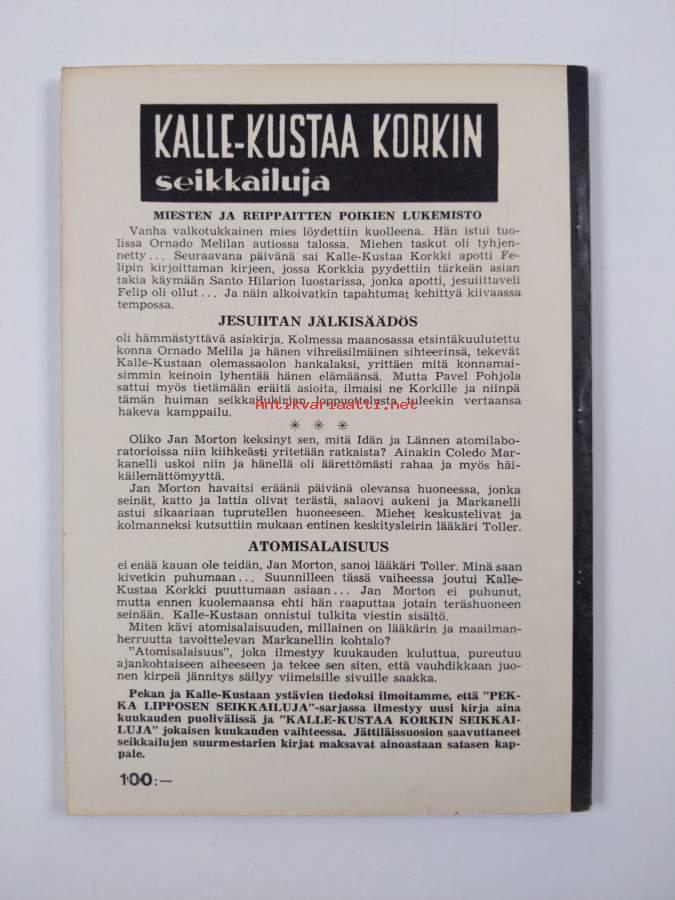 KALLE-KUSTAA KORKIN
seikkailuja
MIESTEN JA REIPPAITTEN POIKIEN LUKEMISTO
Vanha valkotukkainen mies löydettiin kuolleena. Hän istui tuo-
lissa Ornado Melilan autiossa talossa. Miehen taskut oli tyhjen-
netty... Seuraavana päivänä sai Kalle-Kustaa Korkki apotti Fe-
lipin kirjoittaman kirjeen, jossa Korkkia pyydettiin tärkeän asian
takia käymään Santo Hilarion luostarissa, jonka apotti, jesuiittaveli
Felip oli ollut... Ja näin alkoivatkin tapahtumat kehittyä kiivaassa
tempossa.
JESUIITAN JÄLKISÄÄDÖS
oli hämmästyttävä asiakirja. Kolmessa maanosassa etsintäkuulutettu
konna Ornado Melila ja hänen vihreäsilmäinen sihteerinsä, tekevät
Kalle-Kustaan olemassaolon hankalaksi, yrittäen mitä konnamai-
simmin keinoin lyhentää hänen elämäänsä. Mutta Pavel Pohjola
sattui myös tietämään eräitä asioita, ilmaisi ne Korkille ja niinpä
tämän huiman seikkailukirjan loppuottelusta tuleekin vertaansa
hakeva kamppailu.
Antikvariaatti.net
* * *
Oliko Jan Morton keksinyt sen, mitä Idän ja Lännen atomilabo-
ratorioissa niin kiihkeästi yritetään ratkaista? Ainakin Coledo Mar-
kanelli uskoi niin ja hänellä oli äärettömästi rahaa ja myös häi-
käilemättömyyttä.
Jan Morton havaitsi eräänä päivänä olevansa huoneessa, jonka
seinät, katto ja lattia olivat terästä, salaovi aukeni ja Markanelli
astui sikaariaan tuprutellen huoneeseen. Miehet keskustelivat ja
kolmanneksi kutsuttiin mukaan entinen keskitysleirin lääkäri Toller.
ATOMISALAISUUS
ei enää kauan ole teidän, Jan Morton, sanoi lääkäri Toller. Minä saan
kivetkin puhumaan... Suunnilleen tässä vaiheessa joutui Kalle-
Kustaa Korkki puuttumaan asiaan... Jan Morton ei puhunut,
mutta ennen kuolemaansa ehti hän raaputtaa jotain teräshuoneen
seinään. Kalle-Kustaan onnistui tulkita viestin sisältö.
Miten kävi atomisalaisuuden, millainen on lääkärin ja maailman-
herruutta tavoittelevan Markanellin kohtalo?
"Atomisalaisuus", joka ilmestyy kuukauden kuluttua, pureutuu
ajankohtaiseen aiheeseen ja tekee sen siten, että vauhdikkaan juo-
nen kirpeä jännitys säilyy viimeisille sivuille saakka.
Pekan ja Kalle-Kustaan ystävien tiedoksi ilmoitamme, että "PEK-
KA LIPPOSEN SEIKKAILUJA"-sarjassa ilmestyy uusi kirja aina
kuukauden puolivälissä ja "KALLE-KUSTAA KORKIN SEIKKAI-
LUJA" jokaisen kuukauden vaihteessa. Jättiläissuosion saavuttaneet
seikkailujen suurmestarien kirjat maksavat ainoastaan satasen kap-
pale.
100:—